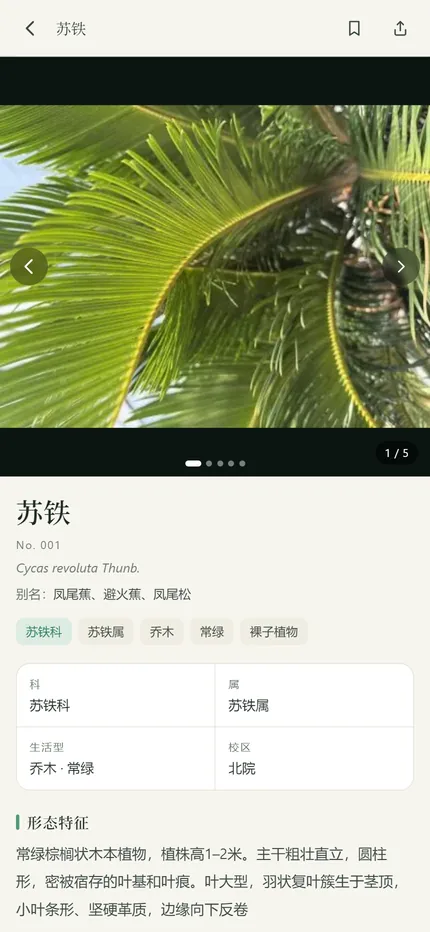 苏铁
1 / 5
苏铁
No. 001
Cycas revoluta Thunb.
别名：凤尾蕉、避火蕉、凤尾松
苏铁科 苏铁属 乔木 常绿 裸子植物
科 属
苏铁科 苏铁属
生活型 校区
乔木 · 常绿 北院
形态特征
常绿棕榈状木本植物，植株高1–2米。主干粗壮直立，圆柱
形，密被宿存的叶基和叶痕。叶大型，羽状复叶簇生于茎顶，
小叶条形、坚硬革质，边缘向下反卷